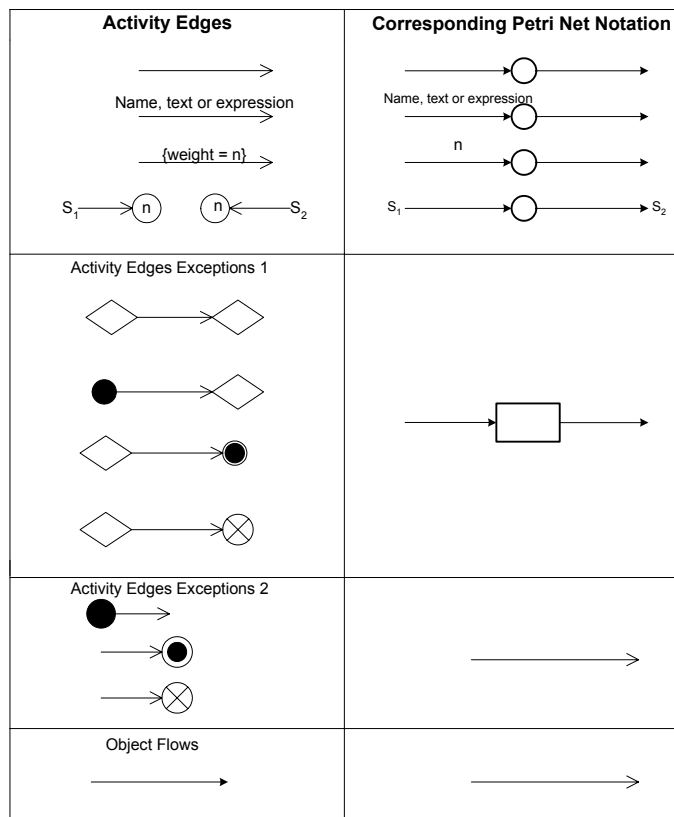 Activity Edges
Corresponding Petri Net Notation
Name, text or expression
Name, text or expression
{weight = n}
n
S1 n n S2
S1 S2
Activity Edges Exceptions 1
Activity Edges Exceptions 2
Object Flows